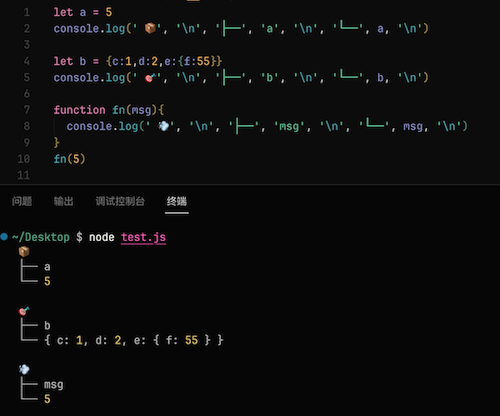 1 let a = 5
2 console.log(' 📦', '\n', '├──', 'a', '\n', '└──', a, '\n')
3
4 let b = {c:1,d:2,e:{f:55}}
5 console.log(' 🎯', '\n', '├──', 'b', '\n', '└──', b, '\n')
6
7 function fn(msg){
8 console.log(' 💨', '\n', '├──', 'msg', '\n', '└──', msg, '\n')
9 }
10 fn(5)
11
问题 输出 调试控制台 终端
~/Desktop $ node test.js
📦
├── a
└── 5
🎯
├── b
└── { c: 1, d: 2, e: { f: 55 } }
💨
├── msg
└── 5